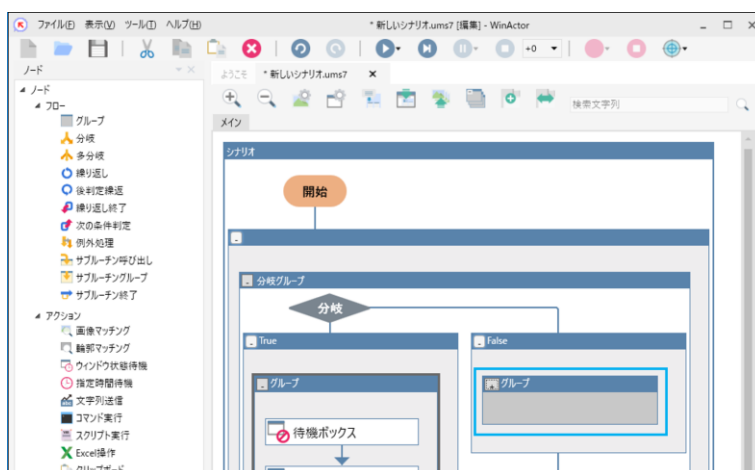 ファイル(F) 表示(V) ツール(T) ヘルプ(H)
* 新しいシナリオ.ums7 [編集] - WinActor
+0
ノード
ようこそ
* 新しいシナリオ.ums7
検索文字列
メイン
ノード
フロー
グループ
分岐
多分岐
繰り返し
後判定繰返
繰り返し終了
次の条件判定
例外処理
サブルーチン呼び出し
サブルーチングループ
サブルーチン終了
アクション
画像マッチング
輪郭マッチング
ウィンドウ状態待機
指定時間待機
文字列送信
コマンド実行
スクリプト実行
Excel操作
クリップボード
シナリオ
開始
分岐グループ
分岐
True
False
グループ
グループ
待機ボックス